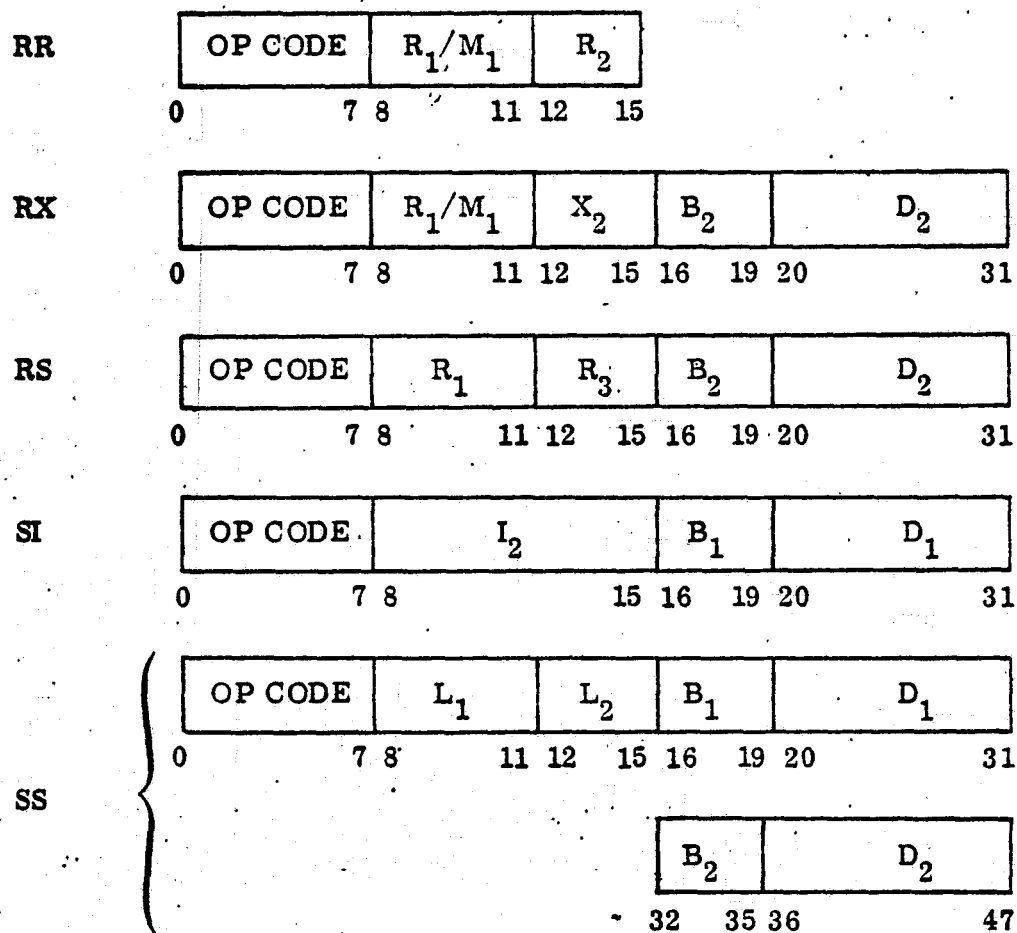 RR OP CODE R₁/M₁ R₂
0 7 8 11 12 15
RX OP CODE R₁/M₁ X₂ B₂ D₂
0 7 8 11 12 15 16 19 20 31
RS OP CODE R₁ R₃ B₂ D₂
0 7 8 11 12 15 16 19 20 31
SI OP CODE I₂ B₁ D₁
0 7 8 15 16 19 20 31
OP CODE L₁ L₂ B₁ D₁
0 7 8 11 12 15 16 19 20 31
SS
B₂ D₂
32 35 36 47